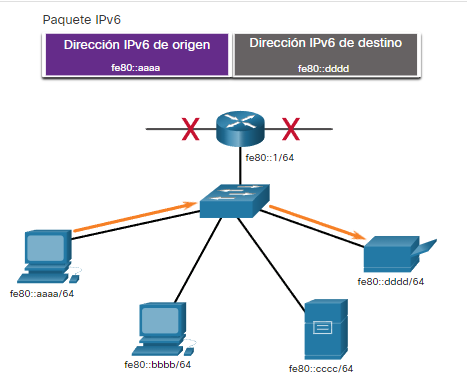 Paquete IPv6
Dirección IPv6 de origen
fe80::aaaa
Dirección IPv6 de destino
fe80::dddd
fe80::1/64
fe80::aaaa/64
fe80::dddd/64
fe80::bbbb/64
fe80::cccc/64